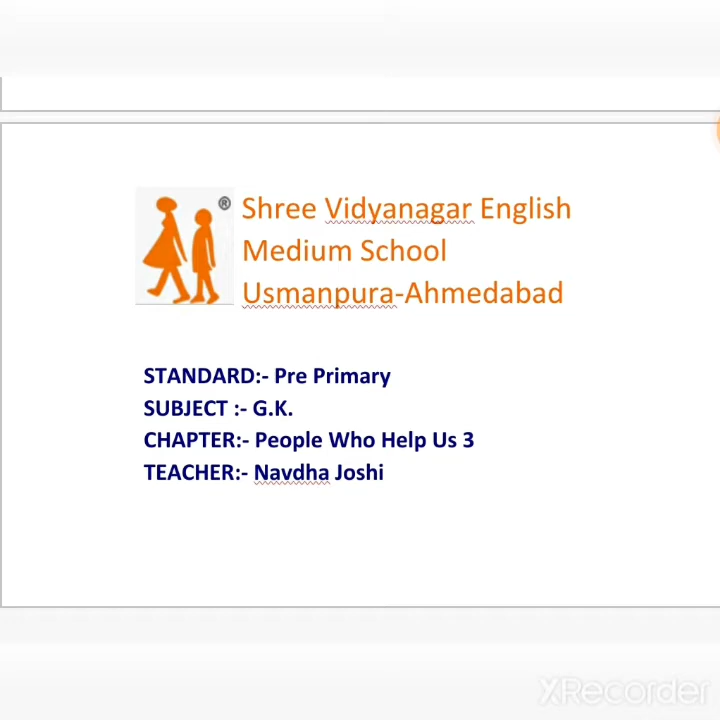 ® Shree Vidyanagar English
Medium School
Usmanpura-Ahmedabad
STANDARD:- Pre Primary
SUBJECT :- G.K.
CHAPTER:- People Who Help Us 3
TEACHER:- Navdha Joshi
XRecorder